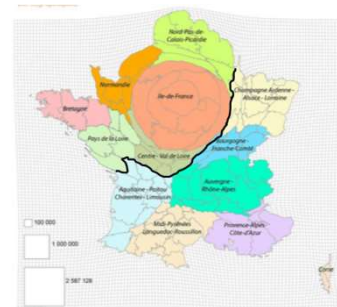 Nord-Pas-de-
Calais-Picardie
Normandie
Ile-de-France
Champagne Ardenne -
Alsace - Lorraine
Bretagne
Pays de la Loire
Centre - Val de Loire
Bourgogne -
Franche-Comté
Aquitaine - Poitou
Charentes - Limousin
Auvergne -
Rhône-Alpes
Midi-Pyrénées
Languedoc-Roussillon
Provence-Alpes
Côte-d'Azur
Corse
100 000
1 000 000
2 587 128